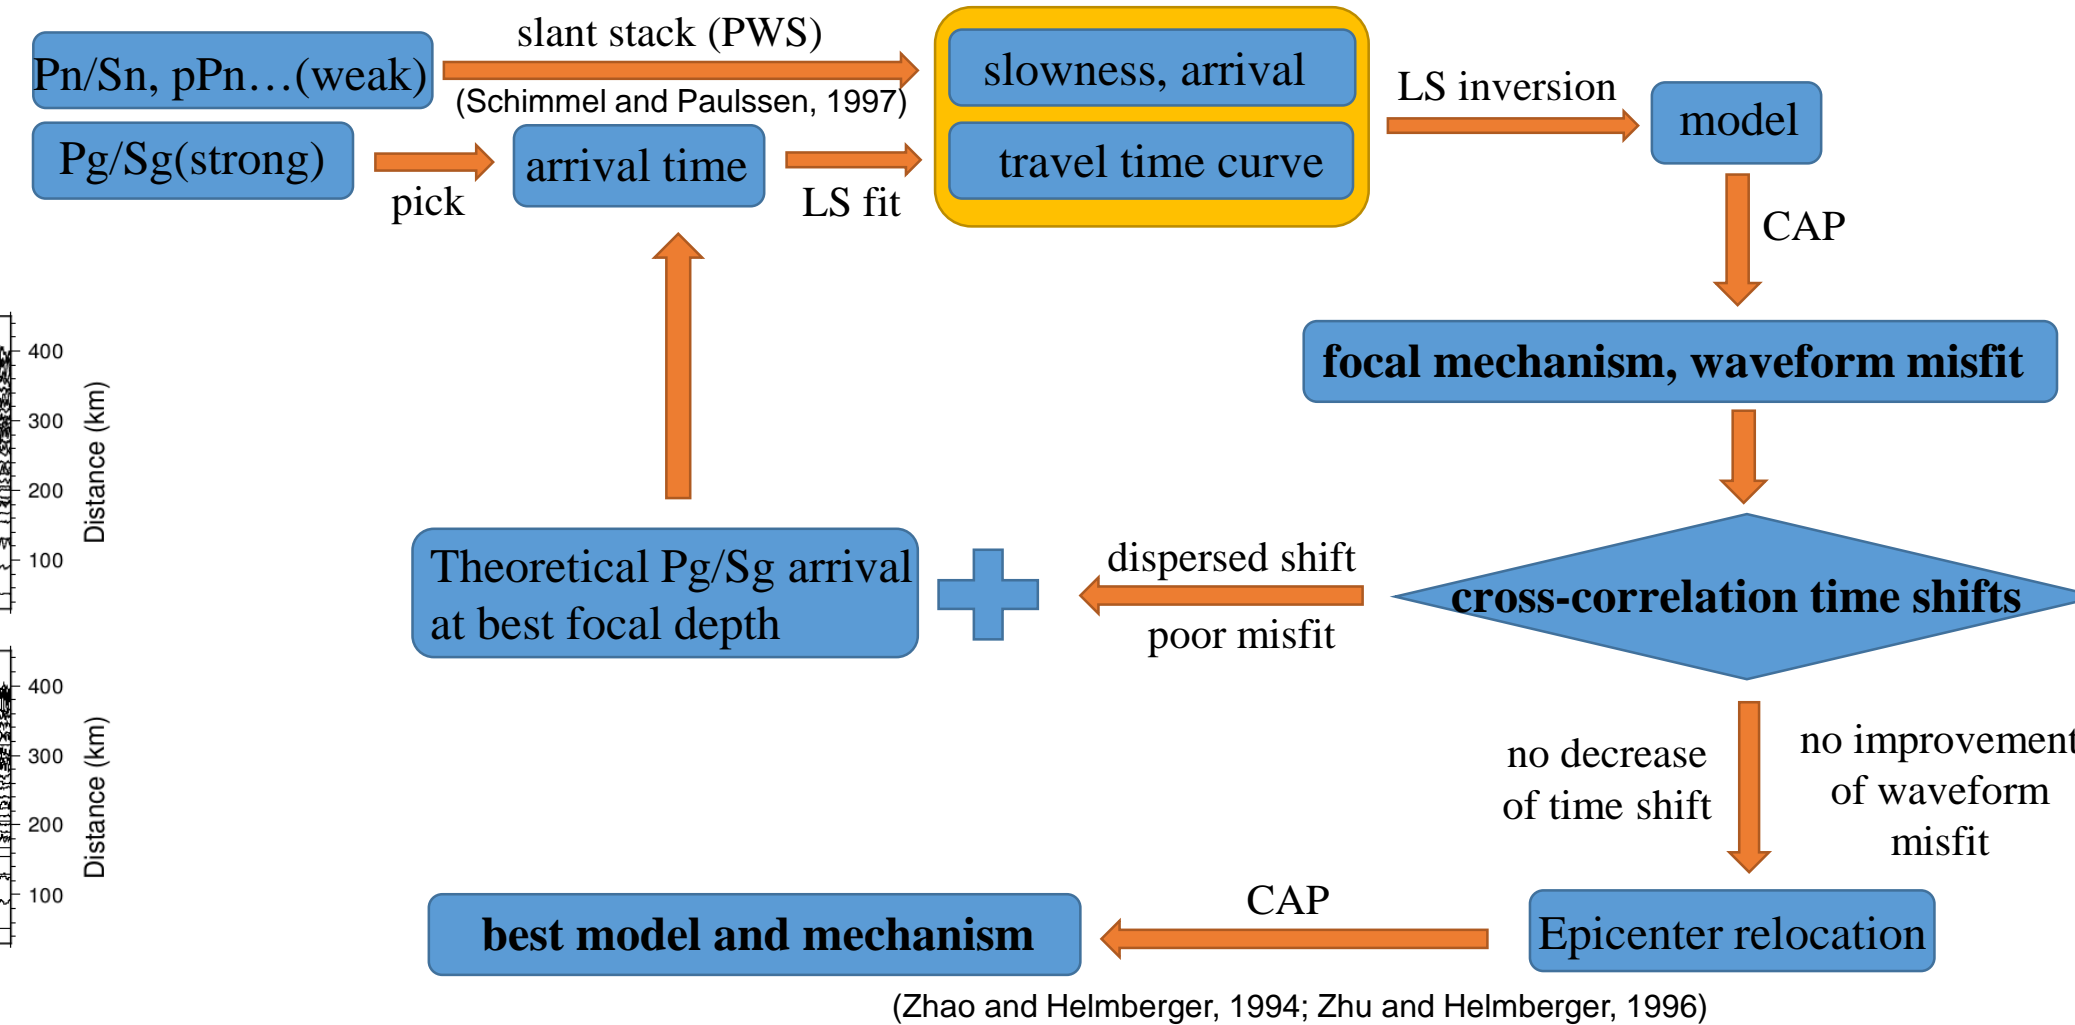 slant stack (PWS)
Pn/Sn, pPn…(weak)
(Schimmel and Paulssen, 1997)
slowness, arrival
LS inversion
model
Pg/Sg(strong)
pick
arrival time
LS fit
travel time curve
CAP
focal mechanism, waveform misfit
400
300
200
100
Distance (km)
Theoretical Pg/Sg arrival
at best focal depth
dispersed shift
poor misfit
cross-correlation time shifts
400
300
200
100
Distance (km)
no decrease
of time shift
no improvement
of waveform
misfit
best model and mechanism
CAP
Epicenter relocation
(Zhao and Helmberger, 1994; Zhu and Helmberger, 1996)